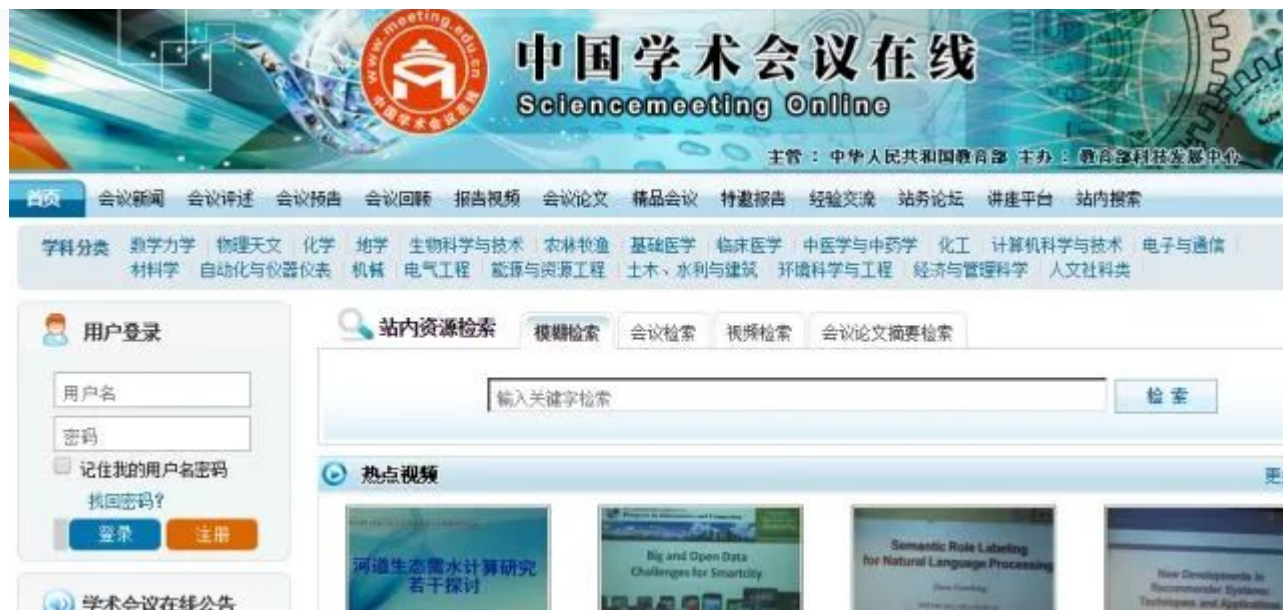 www.meeting.edu.cn
中国学术会议在线
中国学术会议在线
Sciencemeeting Online
主管：中华人民共和国教育部 主办：教育部科技发展中心
首页 会议新闻 会议评述 会议预告 会议回顾 报告视频 会议论文 精品会议 特邀报告 经验交流 站务论坛 讲座平台 站内搜索
学科分类 数学力学 物理天文 化学 地学 生物科学与技术 农林牧渔 基础医学 临床医学 中医学与中药学 化工 计算机科学与技术 电子与通信
材料学 自动化与仪器仪表 机械 电气工程 能源与资源工程 土木、水利与建筑 环境科学与工程 经济与管理科学 人文社科类
用户登录
站内资源检索 模糊检索 会议检索 视频检索 会议论文摘要检索
用户名
输入关键字检索 检索
密码
记住我的用户名密码
找回密码?
登录 注册
热点视频 更
河道生态需水计算研究
若干探讨
Big and Open Data
Challenges for Smartcity
Semantic Role Labeling
for Natural Language Processing
New Developments in
Recommender Systems:
Techniques and Applications
学术会议在线公告